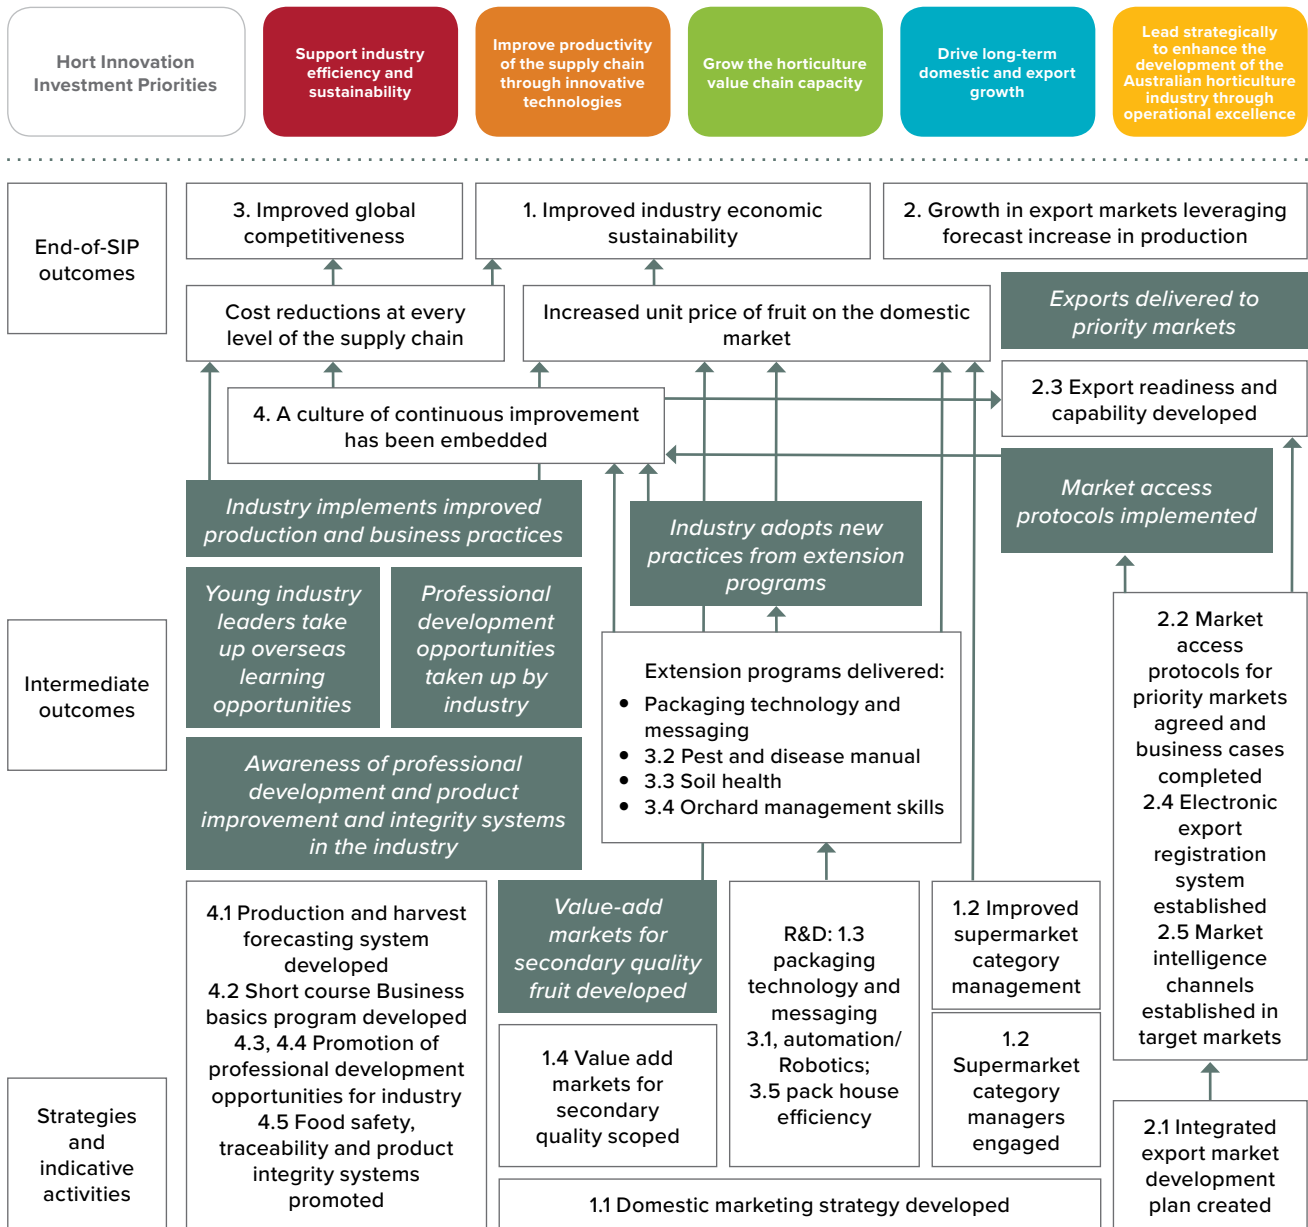 Hort Innovation
Investment Priorities
Support industry
efficiency and
sustainability
Improve productivity
of the supply chain
through innovative
technologies
Grow the horticulture
value chain capacity
Drive long-term
domestic and export
growth
Lead strategically
to enhance the
development of the
Australian horticulture
industry through
operational excellence
End-of-SIP
outcomes
3. Improved global
competitiveness
1. Improved industry economic
sustainability
2. Growth in export markets leveraging
forecast increase in production
Cost reductions at every
level of the supply chain
Increased unit price of fruit on the domestic
market
Exports delivered to
priority markets
4. A culture of continuous improvement
has been embedded
2.3 Export readiness and
capability developed
Industry implements improved
production and business practices
Industry adopts new
practices from extension
programs
Market access
protocols implemented
Intermediate
outcomes
Young industry
leaders take
up overseas
learning
opportunities
Professional
development
opportunities
taken up by
industry
Extension programs delivered:
• Packaging technology and
messaging
• 3.2 Pest and disease manual
• 3.3 Soil health
• 3.4 Orchard management skills
2.2 Market
access
protocols for
priority markets
agreed and
business cases
completed
2.4 Electronic
export
registration
system
established
2.5 Market
intelligence
channels
established in
target markets
Awareness of professional
development and product
improvement and integrity systems
in the industry
Strategies
and
indicative
activities
4.1 Production and harvest
forecasting system
developed
4.2 Short course Business
basics program developed
4.3, 4.4 Promotion of
professional development
opportunities for industry
4.5 Food safety,
traceability and product
integrity systems
promoted
Value-add
markets for
secondary quality
fruit developed
1.4 Value add
markets for
secondary
quality scoped
R&D: 1.3
packaging
technology and
messaging
3.1, automation/
Robotics;
3.5 pack house
efficiency
1.2 Improved
supermarket
category
management
1.2
Supermarket
category
managers
engaged
2.1 Integrated
export market
development
plan created
1.1 Domestic marketing strategy developed